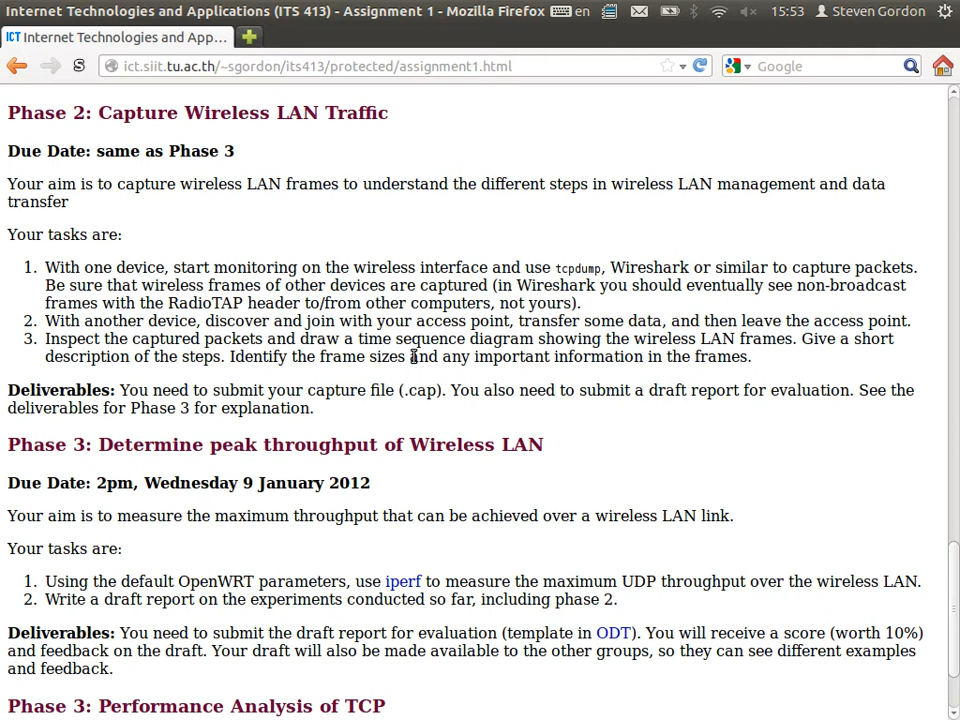 Internet Technologies and Applications (ITS 413) - Assignment 1 - Mozilla Firefox en 15:53 Steven Gordon
ICT Internet Technologies and App...
S ict.siit.tu.ac.th/~sgordon/its413/protected/assignment1.html Google
Phase 2: Capture Wireless LAN Traffic
Due Date: same as Phase 3
Your aim is to capture wireless LAN frames to understand the different steps in wireless LAN management and data
transfer
Your tasks are:
1. With one device, start monitoring on the wireless interface and use tcpdump, Wireshark or similar to capture packets.
Be sure that wireless frames of other devices are captured (in Wireshark you should eventually see non-broadcast
frames with the RadioTAP header to/from other computers, not yours).
2. With another device, discover and join with your access point, transfer some data, and then leave the access point.
3. Inspect the captured packets and draw a time sequence diagram showing the wireless LAN frames. Give a short
description of the steps. Identify the frame sizes and any important information in the frames.
Deliverables: You need to submit your capture file (.cap). You also need to submit a draft report for evaluation. See the
deliverables for Phase 3 for explanation.
Phase 3: Determine peak throughput of Wireless LAN
Due Date: 2pm, Wednesday 9 January 2012
Your aim is to measure the maximum throughput that can be achieved over a wireless LAN link.
Your tasks are:
1. Using the default OpenWRT parameters, use iperf to measure the maximum UDP throughput over the wireless LAN.
2. Write a draft report on the experiments conducted so far, including phase 2.
Deliverables: You need to submit the draft report for evaluation (template in ODT). You will receive a score (worth 10%)
and feedback on the draft. Your draft will also be made available to the other groups, so they can see different examples
and feedback.
Phase 3: Performance Analysis of TCP